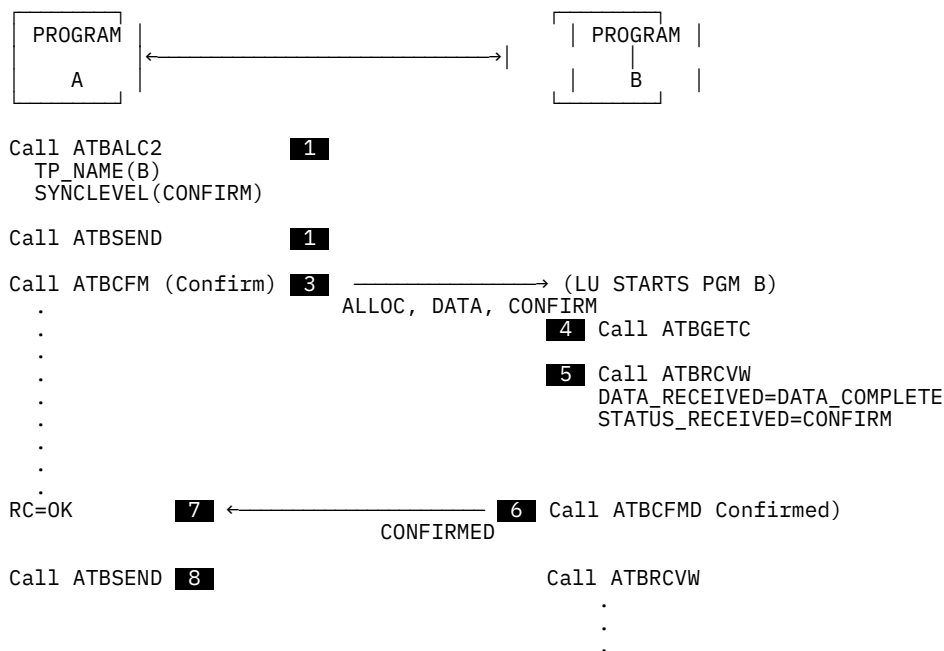 PROGRAM PROGRAM
A B
Call ATBALC2 1
TP_NAME(B)
SYNCLEVEL(CONFIRM)
Call ATBSEND 1
Call ATBCFM (Confirm) 3 (LU STARTS PGM B)
ALLOC, DATA, CONFIRM
. 4 Call ATBGETC
.
.
. 5 Call ATBRCVW
. DATA_RECEIVED=DATA_COMPLETE
. STATUS_RECEIVED=CONFIRM
.
.
.
RC=OK 7 6 Call ATBCFMD Confirmed)
CONFIRMED
Call ATBSEND 8 Call ATBRCVW
.
.
.